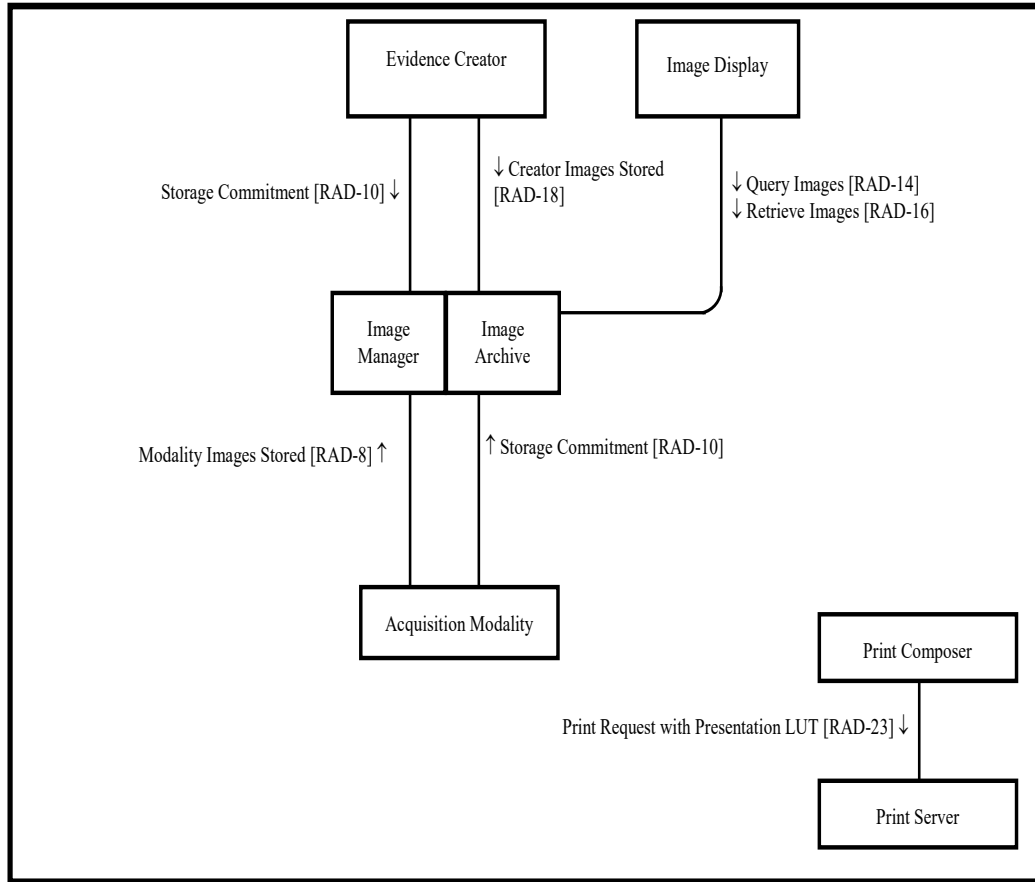 Evidence Creator
Image Display
Storage Commitment [RAD-10] ↓
↓ Creator Images Stored
[RAD-18]
↓ Query Images [RAD-14]
↓ Retrieve Images [RAD-16]
Image
Manager
Image
Archive
Modality Images Stored [RAD-8] ↑
↑ Storage Commitment [RAD-10]
Acquisition Modality
Print Composer
Print Request with Presentation LUT [RAD-23] ↓
Print Server